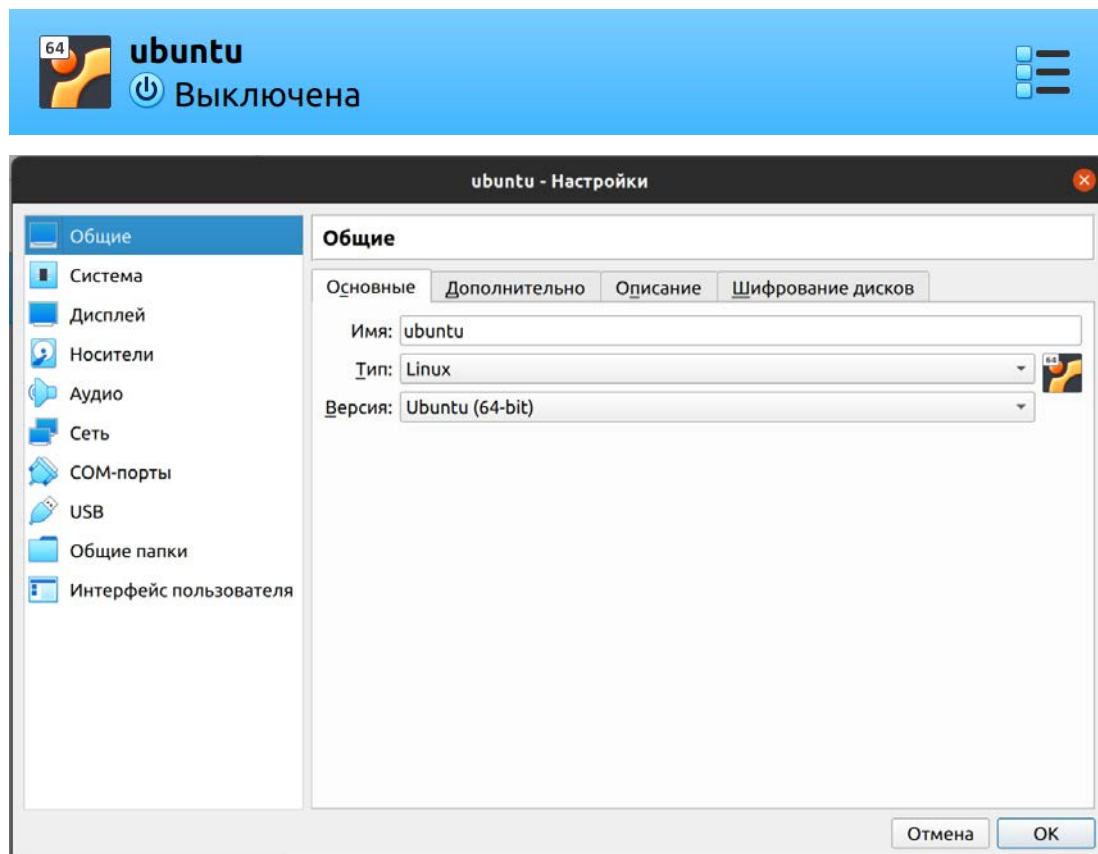 64
ubuntu
Выключена
ubuntu - Настройки
Общие
Система
Дисплей
Носители
Аудио
Сеть
COM-порты
USB
Общие папки
Интерфейс пользователя
Общие
Основные Дополнительно Описание Шифрование дисков
Имя: ubuntu
Тип: Linux
64
Версия: Ubuntu (64-bit)
Отмена OK